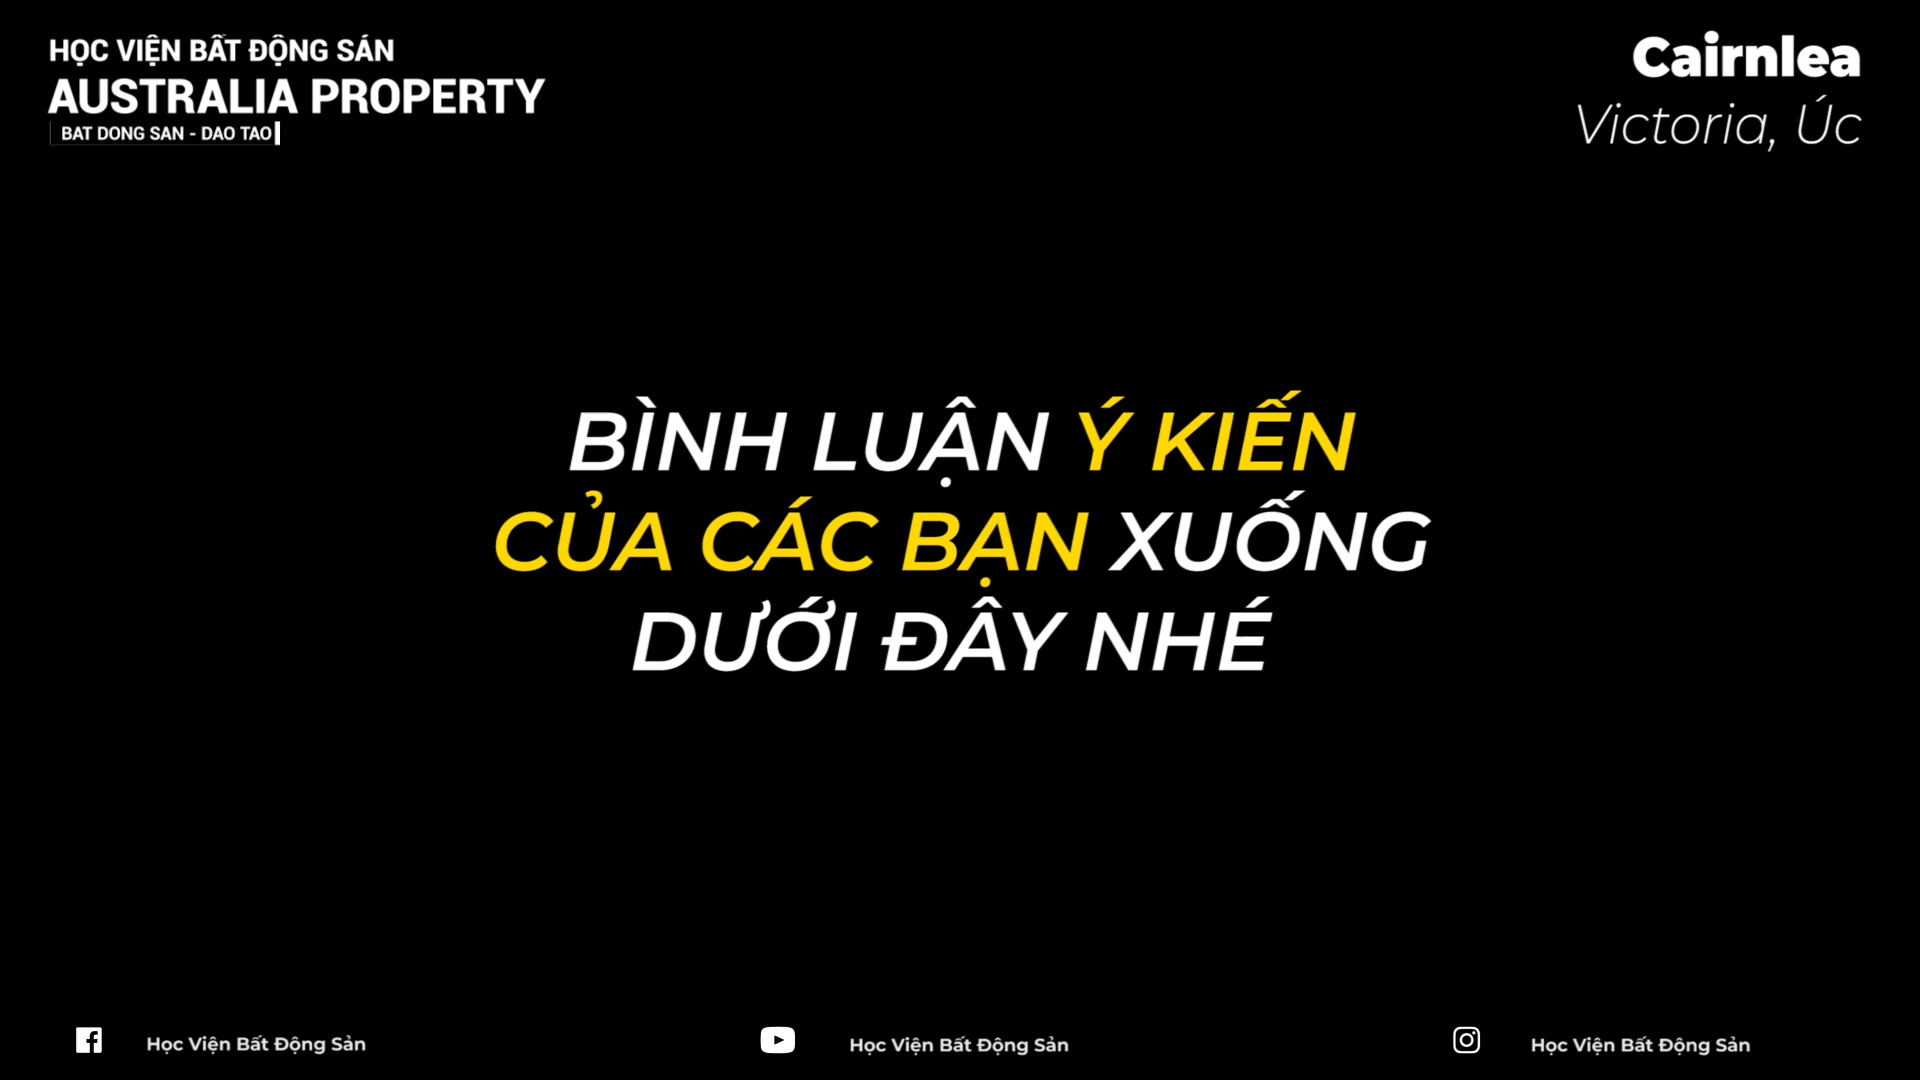 HỌC VIỆN BẤT ĐỘNG SÁN
AUSTRALIA PROPERTY
BAT DONG SAN - DAO TAO
Cairnlea
Victoria, Úc
BÌNH LUẬN Ý KIẾN
CỦA CÁC BẠN XUỐNG
DƯỚI ĐÂY NHÉ
Học Viện Bất Động Sản
Học Viện Bất Động Sản
Học Viện Bất Động Sản